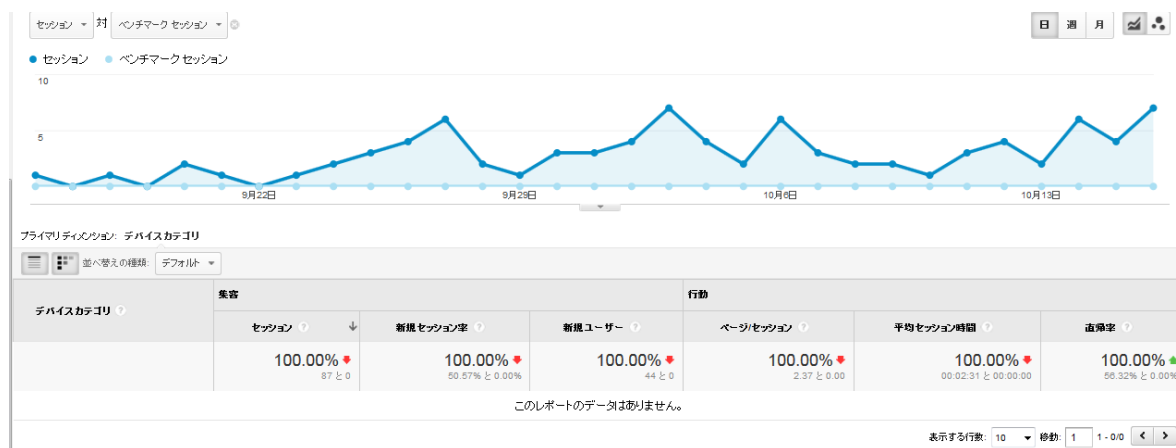 セッション 対 ベンチマーク セッション
日 週 月
セッション ベンチマーク セッション
10
5
9月22日 9月29日 10月6日 10月13日
プライマリ ディメンション: デバイス カテゴリ
並べ替えの種類: デフォルト
デバイス カテゴリ ?
集客 行動
セッション ? 新規セッション率 ? 新規ユーザー ? ページ/セッション ? 平均セッション時間 ? 直帰率 ?
100.00% 100.00% 100.00% 100.00% 100.00% 100.00%
87 と 0 50.57% と 0.00% 44 と 0 2.37 と 0.00 00:02:31 と 00:00:00 56.32% と 0.00%
このレポートのデータはありません。
表示する行数: 10 移動: 1 1 - 0/0